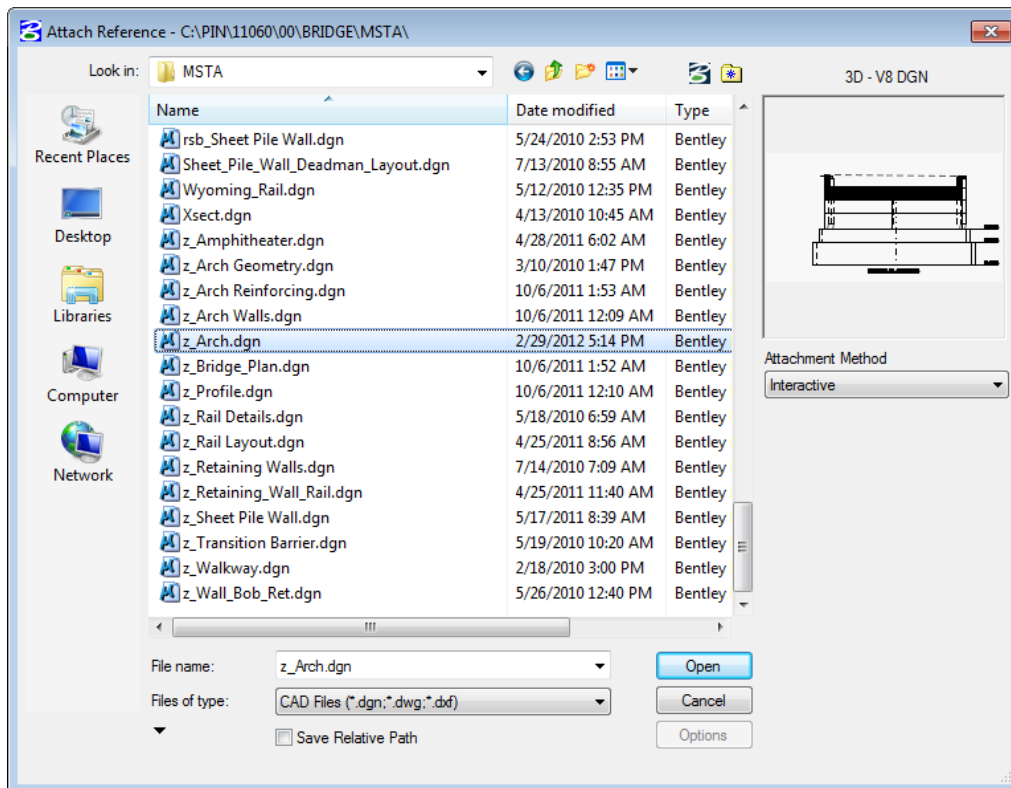 Attach Reference - C:\PIN\11060\00\BRIDGE\MSTA\
Look in: MSTA
3D - V8 DGN
Name Date modified Type
rsb_Sheet Pile Wall.dgn 5/24/2010 2:53 PM Bentley
Sheet_Pile_Wall_Deadman_Layout.dgn 7/13/2010 8:55 AM Bentley
Wyoming_Rail.dgn 5/12/2010 12:35 PM Bentley
Xsect.dgn 4/13/2010 10:45 AM Bentley
z_Amphitheater.dgn 4/28/2011 6:02 AM Bentley
z_Arch Geometry.dgn 3/10/2010 1:47 PM Bentley
z_Arch Reinforcing.dgn 10/6/2011 1:53 AM Bentley
z_Arch Walls.dgn 10/6/2011 12:09 AM Bentley
z_Arch.dgn 2/29/2012 5:14 PM Bentley
z_Bridge_Plan.dgn 10/6/2011 1:52 AM Bentley
z_Profile.dgn 10/6/2011 12:10 AM Bentley
z_Rail Details.dgn 5/18/2010 6:59 AM Bentley
z_Rail Layout.dgn 4/25/2011 8:56 AM Bentley
z_Retaining Walls.dgn 7/14/2010 7:09 AM Bentley
z_Retaining_Wall_Rail.dgn 4/25/2011 11:40 AM Bentley
z_Sheet Pile Wall.dgn 5/17/2011 8:39 AM Bentley
z_Transition Barrier.dgn 5/19/2010 10:20 AM Bentley
z_Walkway.dgn 2/18/2010 3:00 PM Bentley
z_Wall_Bob_Ret.dgn 5/26/2010 12:40 PM Bentley
Recent Places
Desktop
Libraries
Computer
Network
Attachment Method
Interactive
File name: z_Arch.dgn Open
Files of type: CAD Files (*.dgn;*.dwg;*.dxf) Cancel
Save Relative Path Options